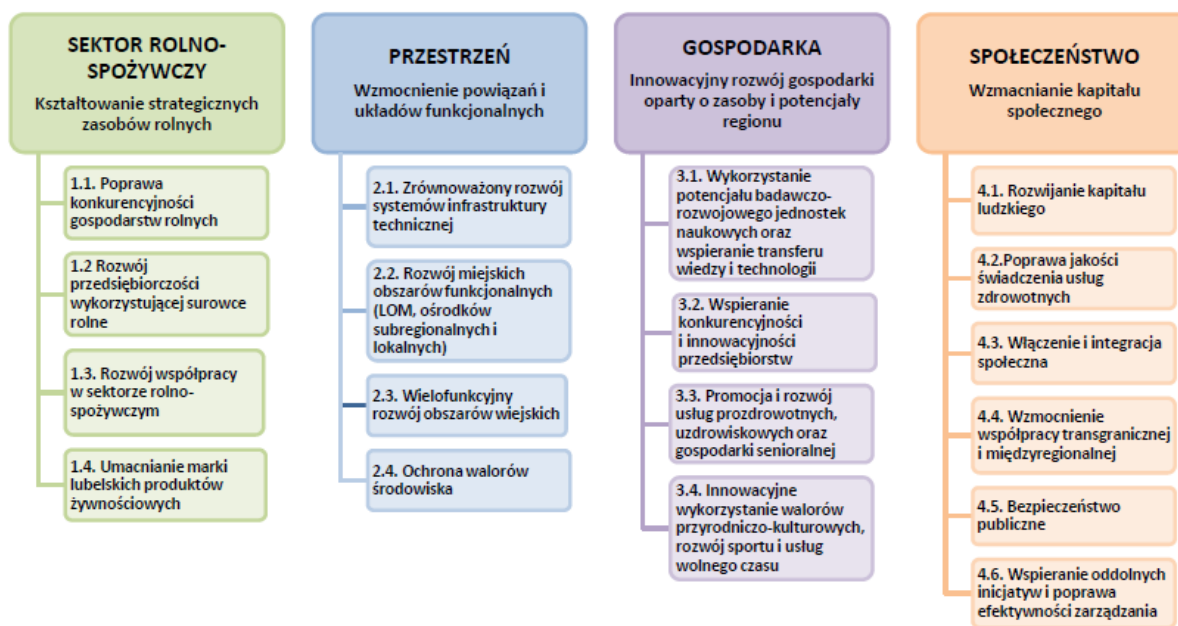 SEKTOR ROLNO-
SPOŻYWCZY
Kształtowanie strategicznych
zasobów rolnych
1.1. Poprawa
konkurencyjności
gospodarstw rolnych
1.2 Rozwój
przedsiębiorczości
wykorzystującej surowce
rolne
1.3. Rozwój współpracy
w sektorze rolno-
spożywczym
1.4. Umacnianie marki
lubelskich produktów
żywnościowych
PRZESTRZEŃ
Wzmocnienie powiązań i
układów funkcjonalnych
2.1. Zrównoważony rozwój
systemów infrastruktury
technicznej
2.2. Rozwój miejskich
obszarów funkcjonalnych
(LOM, ośrodków
subregionalnych i
lokalnych)
2.3. Wielofunkcyjny
rozwój obszarów wiejskich
2.4. Ochrona walorów
środowiska
GOSPODARKA
Innowacyjny rozwój gospodarki
oparty o zasoby i potencjały
regionu
3.1. Wykorzystanie
potencjału badawczo-
rozwojowego jednostek
naukowych oraz
wspieranie transferu
wiedzy i technologii
3.2. Wspieranie
konkurencyjności
i innowacyjności
przedsiębiorstw
3.3. Promocja i rozwój
usług prozdrowotnych,
uzdrowiskowych oraz
gospodarki senioralnej
3.4. Innowacyjne
wykorzystanie walorów
przyrodniczo-kulturowych,
rozwój sportu i usług
wolnego czasu
SPOŁECZEŃSTWO
Wzmacnianie kapitału
społecznego
4.1. Rozwijanie kapitału
ludzkiego
4.2.Poprawa jakości
świadczenia usług
zdrowotnych
4.3. Włączenie i integracja
społeczna
4.4. Wzmocnienie
współpracy transgranicznej
i międzyregionalnej
4.5. Bezpieczeństwo
publiczne
4.6. Wspieranie oddolnych
inicjatyw i poprawa
efektywności zarządzania